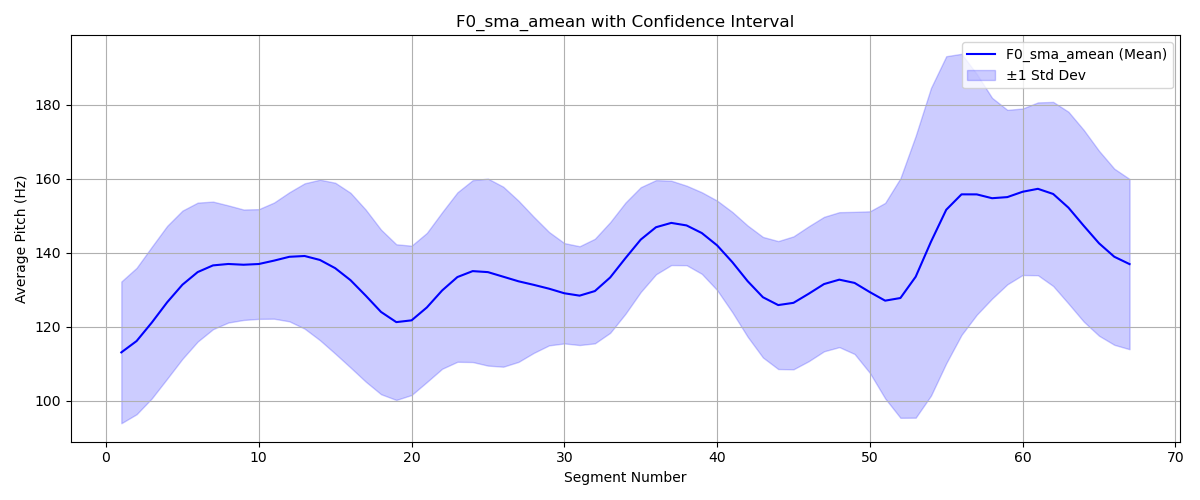 F0_sma_amean with Confidence Interval
F0_sma_amean (Mean)
±1 Std Dev
Average Pitch (Hz)
180
160
140
120
100
0 10 20 30 40 50 60 70
Segment Number